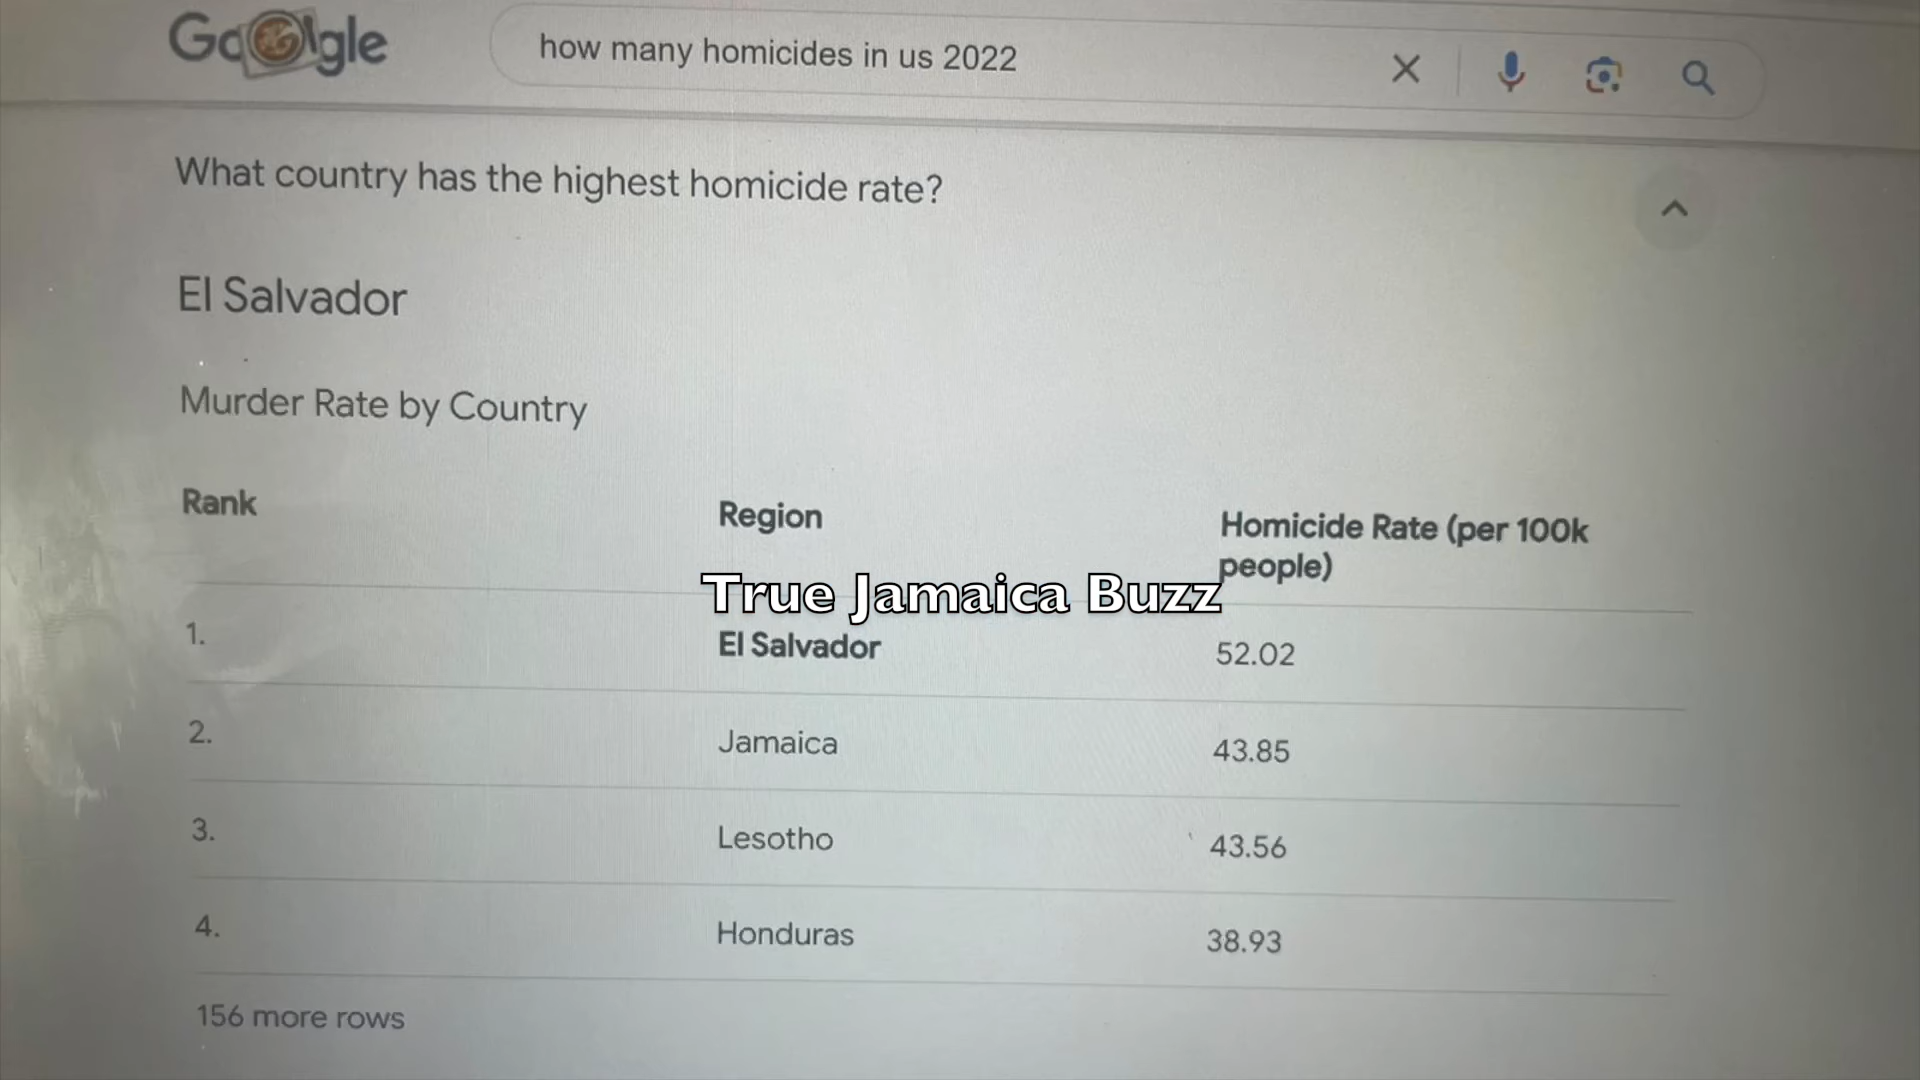 Google
how many homicides in us 2022
What country has the highest homicide rate?
El Salvador
Murder Rate by Country
Rank Region Homicide Rate (per 100k people)
True Jamaica Buzz
1. El Salvador 52.02
2. Jamaica 43.85
3. Lesotho 43.56
4. Honduras 38.93
156 more rows